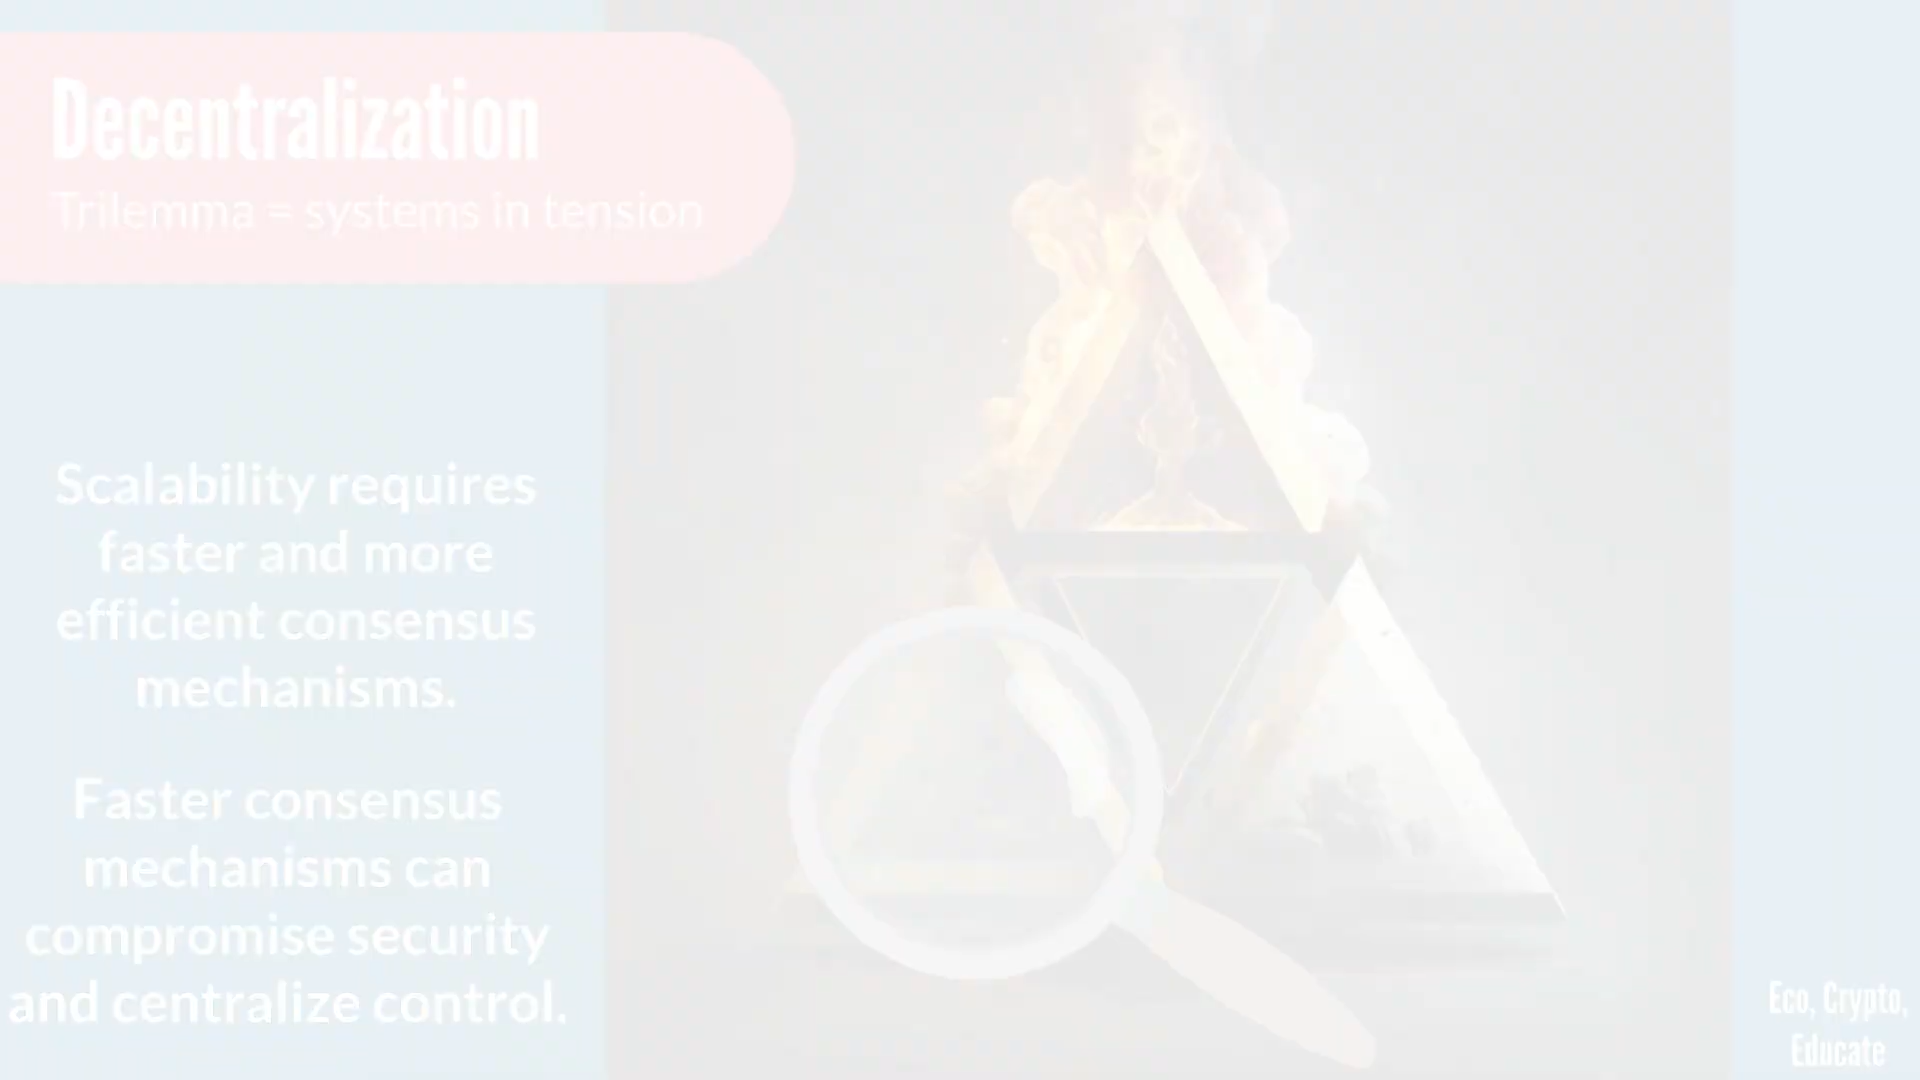 Decentralization
Trilemma = systems in tension
Scalability requires
faster and more
efficient consensus
mechanisms.
Faster consensus
mechanisms can
compromise security
and centralize control.
Eco, Crypto,
Educate